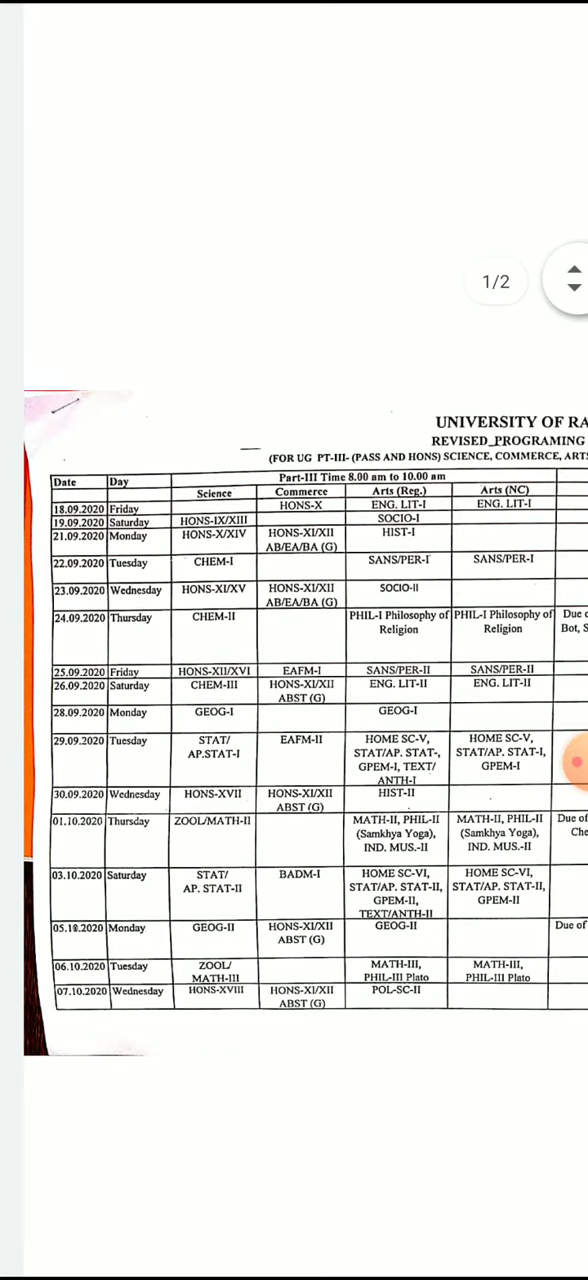 1/2
UNIVERSITY OF RA
REVISED PROGRAMING
(FOR UG PT-III- (PASS AND HONS) SCIENCE, COMMERCE, ARTS
Date Day Part-III Time 8.00 am to 10.00 am
Science Commerce Arts (Reg.) Arts (NC)
18.09.2020 Friday HONS-X ENG. LIT-I ENG. LIT-I
19.09.2020 Saturday HONS-IX/XIII SOCIO-I
21.09.2020 Monday HONS-X/XIV HONS-XI/XII HIST-I
AB/EA/BA (G)
22.09.2020 Tuesday CHEM-I SANS/PER-I SANS/PER-I
23.09.2020 Wednesday HONS-XI/XV HONS-XI/XII SOCIO-II
AB/EA/BA (G)
24.09.2020 Thursday CHEM-II PHIL-I Philosophy of PHIL-I Philosophy of Due
Religion Religion Bot, S
25.09.2020 Friday HONS-XII/XVI EAFM-I SANS/PER-II SANS/PER-II
26.09.2020 Saturday CHEM-III HONS-XI/XII ENG. LIT-II ENG. LIT-II
ABST (G)
28.09.2020 Monday GEOG-I GEOG-I
29.09.2020 Tuesday STAT/ EAFM-II HOME SC-V, HOME SC-V,
AP.STAT-I STAT/AP. STAT-, STAT/AP. STAT-I,
GPEM-I, TEXT/ GPEM-I
ANTH-I
30.09.2020 Wednesday HONS-XVII HONS-XI/XII HIST-II
ABST (G)
01.10.2020 Thursday ZOOL/MATH-II MATH-II, PHIL-II MATH-II, PHIL-II Due of
(Samkhya Yoga), (Samkhya Yoga), Che
IND. MUS.-II IND. MUS.-II
03.10.2020 Saturday STAT/ BADM-I HOME SC-VI, HOME SC-VI,
AP. STAT-II STAT/AP. STAT-II, STAT/AP. STAT-II,
GPEM-II, GPEM-II
TEXT/ANTH-II
05.10.2020 Monday GEOG-II HONS-XI/XII GEOG-II Due of
ABST (G)
06.10.2020 Tuesday ZOOL/ MATH-III, MATH-III,
MATH-III PHIL-III Plato PHIL-III Plato
07.10.2020 Wednesday HONS-XVIII HONS-XI/XII POL-SC-II
ABST (G)